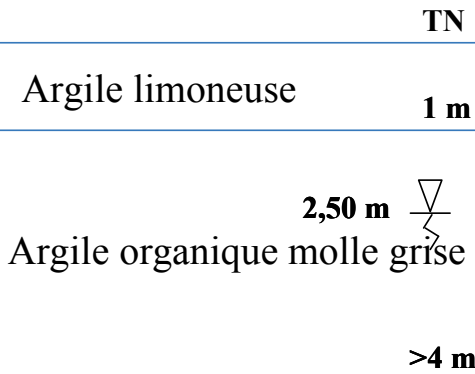 TN
Argile limoneuse
1 m
2,50 m
Argile organique molle grise
>4 m